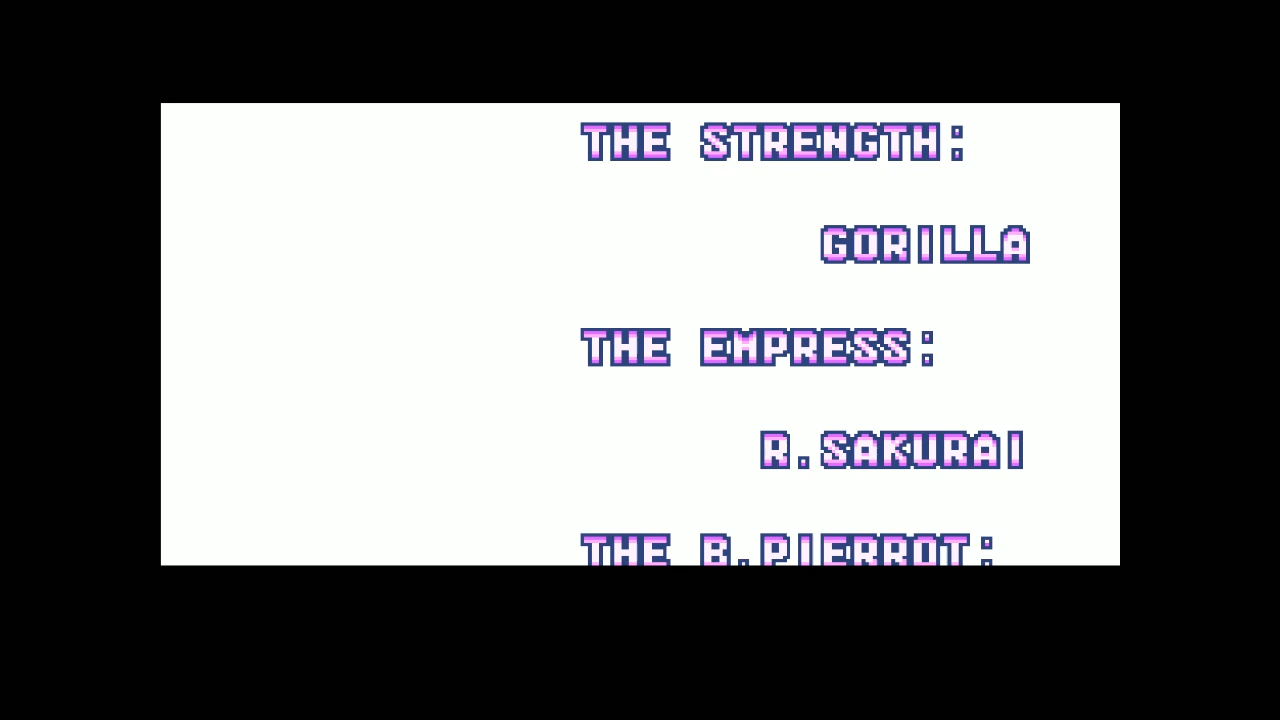 THE STRENGTH:
GORILLA
THE EMPRESS:
R.SAKURAI
THE B.PIERROT: